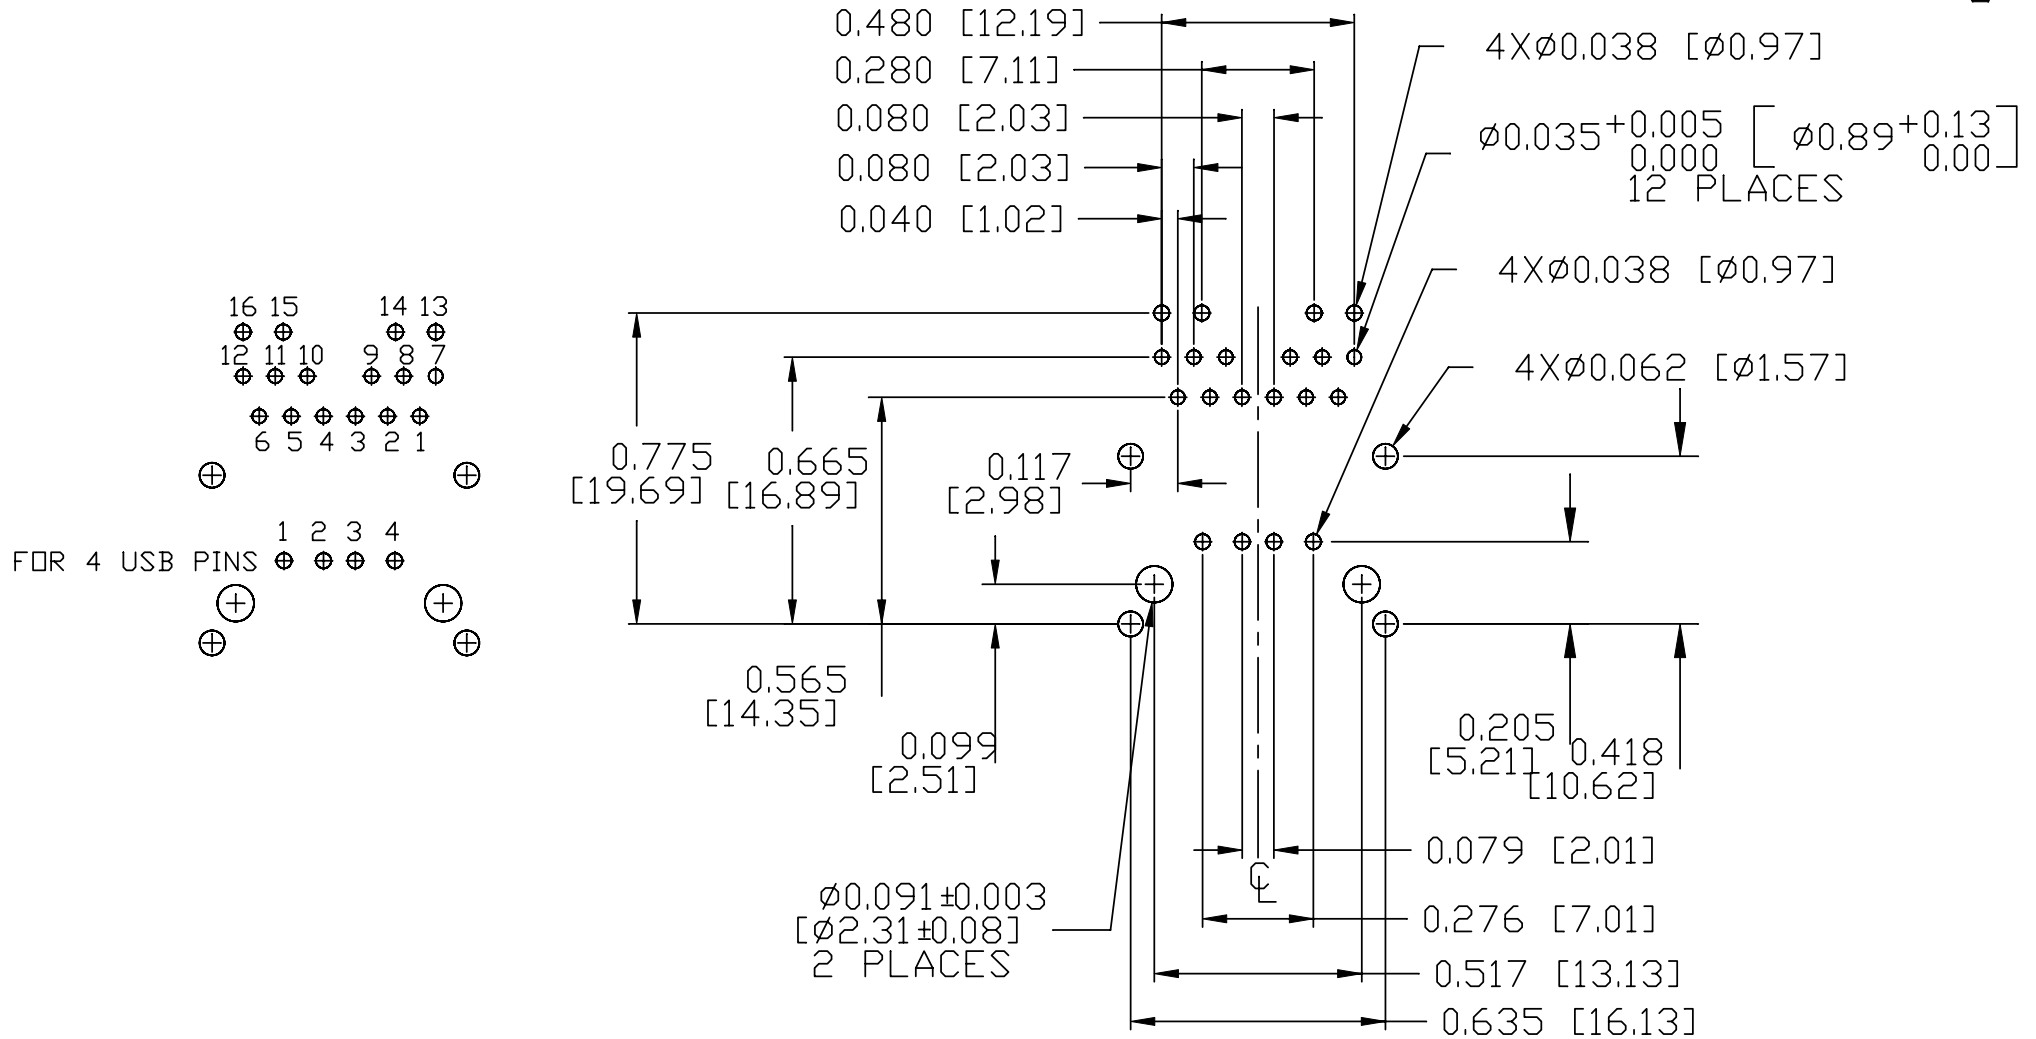 0.480 [12.19]
0.280 [7.11]
0.080 [2.03]
0.080 [2.03]
0.040 [1.02]
4XØ0.038 [Ø0.97]
Ø0.035 +0.005 [ Ø0.89 +0.13 ]
0.000 0.00
12 PLACES
4XØ0.038 [Ø0.97]
4XØ0.062 [Ø1.57]
16 15 14 13
12 11 10 9 8 7
6 5 4 3 2 1
1 2 3 4
FOR 4 USB PINS
0.775
[19.69]
0.665
[16.89]
0.117
[2.98]
0.565
[14.35]
0.099
[2.51]
0.205
[5.21]
0.418
[10.62]
0.079 [2.01]
CL
Ø0.091±0.003
[Ø2.31±0.08]
2 PLACES
0.276 [7.01]
0.517 [13.13]
0.635 [16.13]